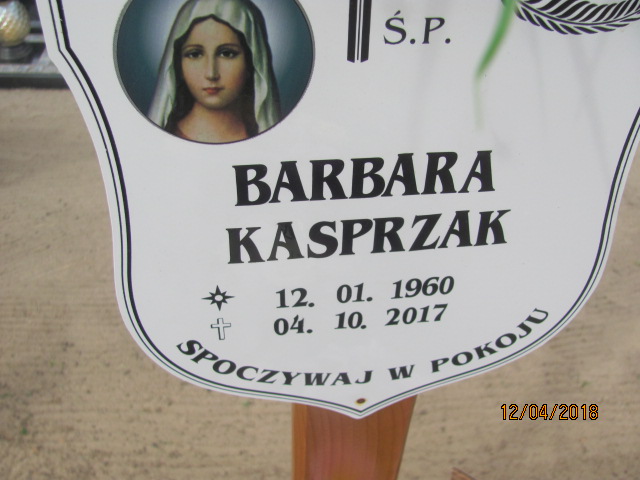 Ś.P.
BARBARA
KASPRZAK
12. 01. 1960
04. 10. 2017
SPOCZYWAJ W POKOJU
12/04/2018